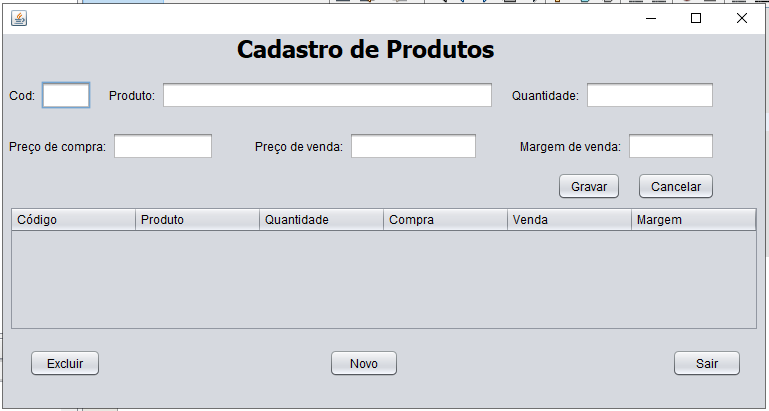 Cadastro de Produtos
Cod: Produto: Quantidade:
Preço de compra: Preço de venda: Margem de venda:
Gravar Cancelar
Código Produto Quantidade Compra Venda Margem
Excluir Novo Sair